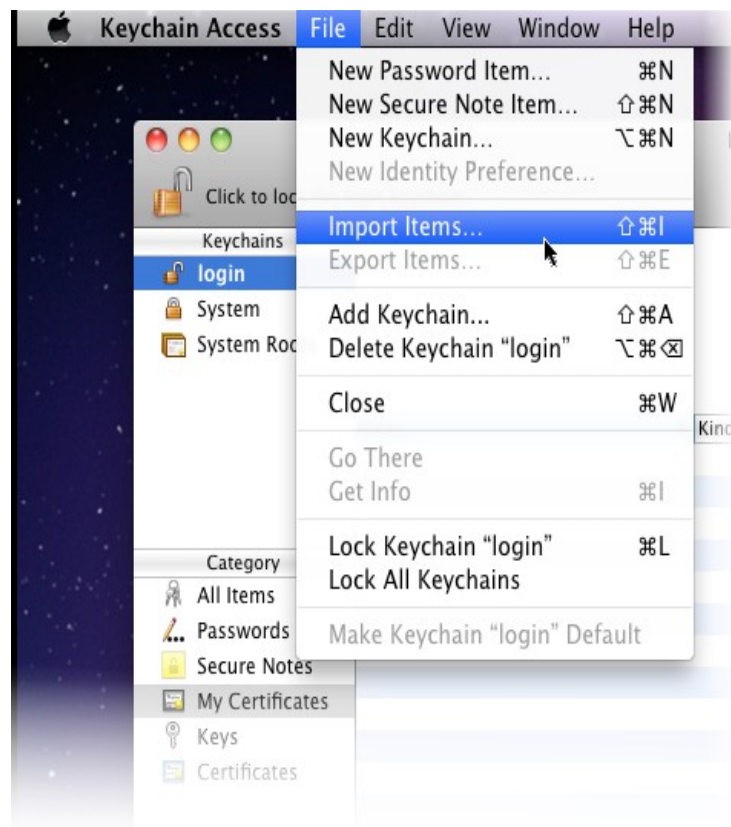 Keychain Access File Edit View Window Help
New Password Item... ⌘N
New Secure Note Item... ⇧⌘N
New Keychain... ⌥⌘N
New Identity Preference...
Click to loc
Import Items... ⇧⌘I
Export Items... ⇧⌘E
Add Keychain... ⇧⌘A
Delete Keychain “login” ⌥⌘⌫
Close ⌘W
Go There
Get Info ⌘I
Lock Keychain “login” ⌘L
Lock All Keychains
Make Keychain “login” Default
Keychains
login
System
System Roo
Kind
Category
All Items
Passwords
Secure Notes
My Certificates
Keys
Certificates